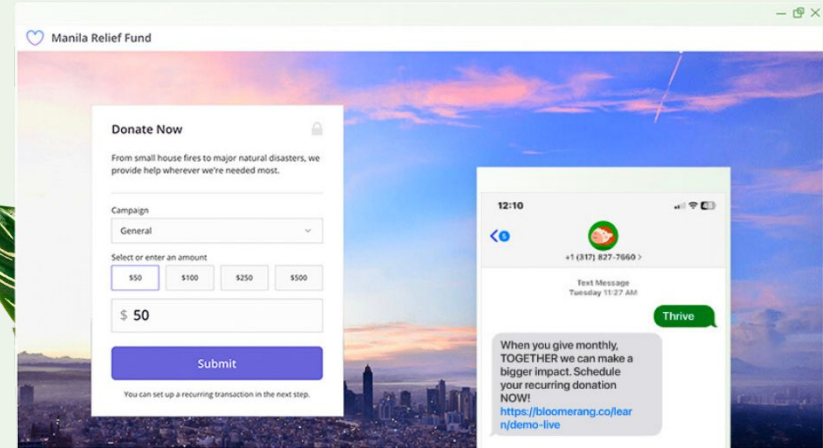 Manila Relief Fund
Donate Now
From small house fires to major natural disasters, we
provide help wherever we're needed most.
Campaign
General
Select or enter an amount
$50
$100
$250
$500
$ 50
Submit
You can set up a recurring transaction in the next step.
12:10
+1 (317) 827-7660 >
Text Message
Tuesday 11:27 AM
Thrive
When you give monthly,
TOGETHER we can make a
bigger impact. Schedule
your recurring donation
NOW!
https://bloomerang.co/lear
n/demo-live